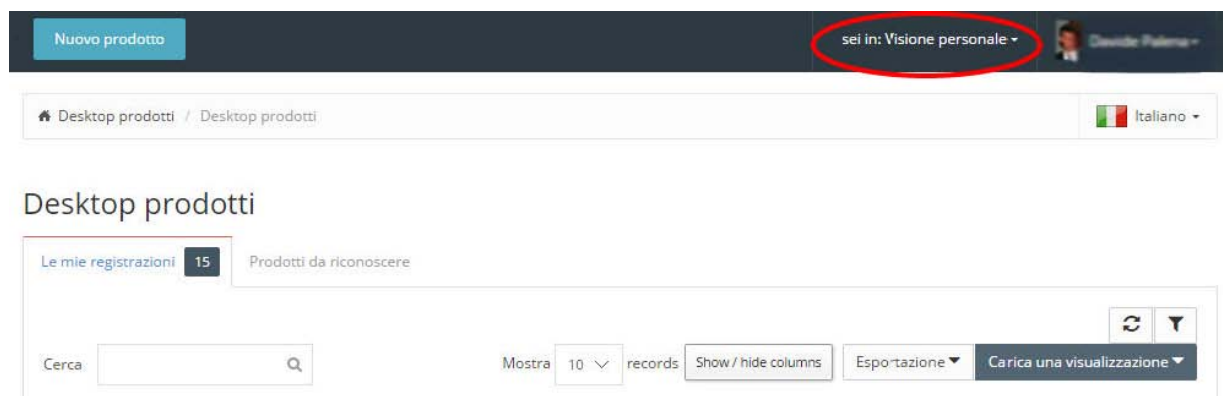 Nuovo prodotto
sei in: Visione personale
Desktop prodotti / Desktop prodotti
Italiano
Desktop prodotti
Le mie registrazioni 15 Prodotti da riconoscere
Cerca Mostra 10 records Show / hide columns Esportazione Carica una visualizzazione